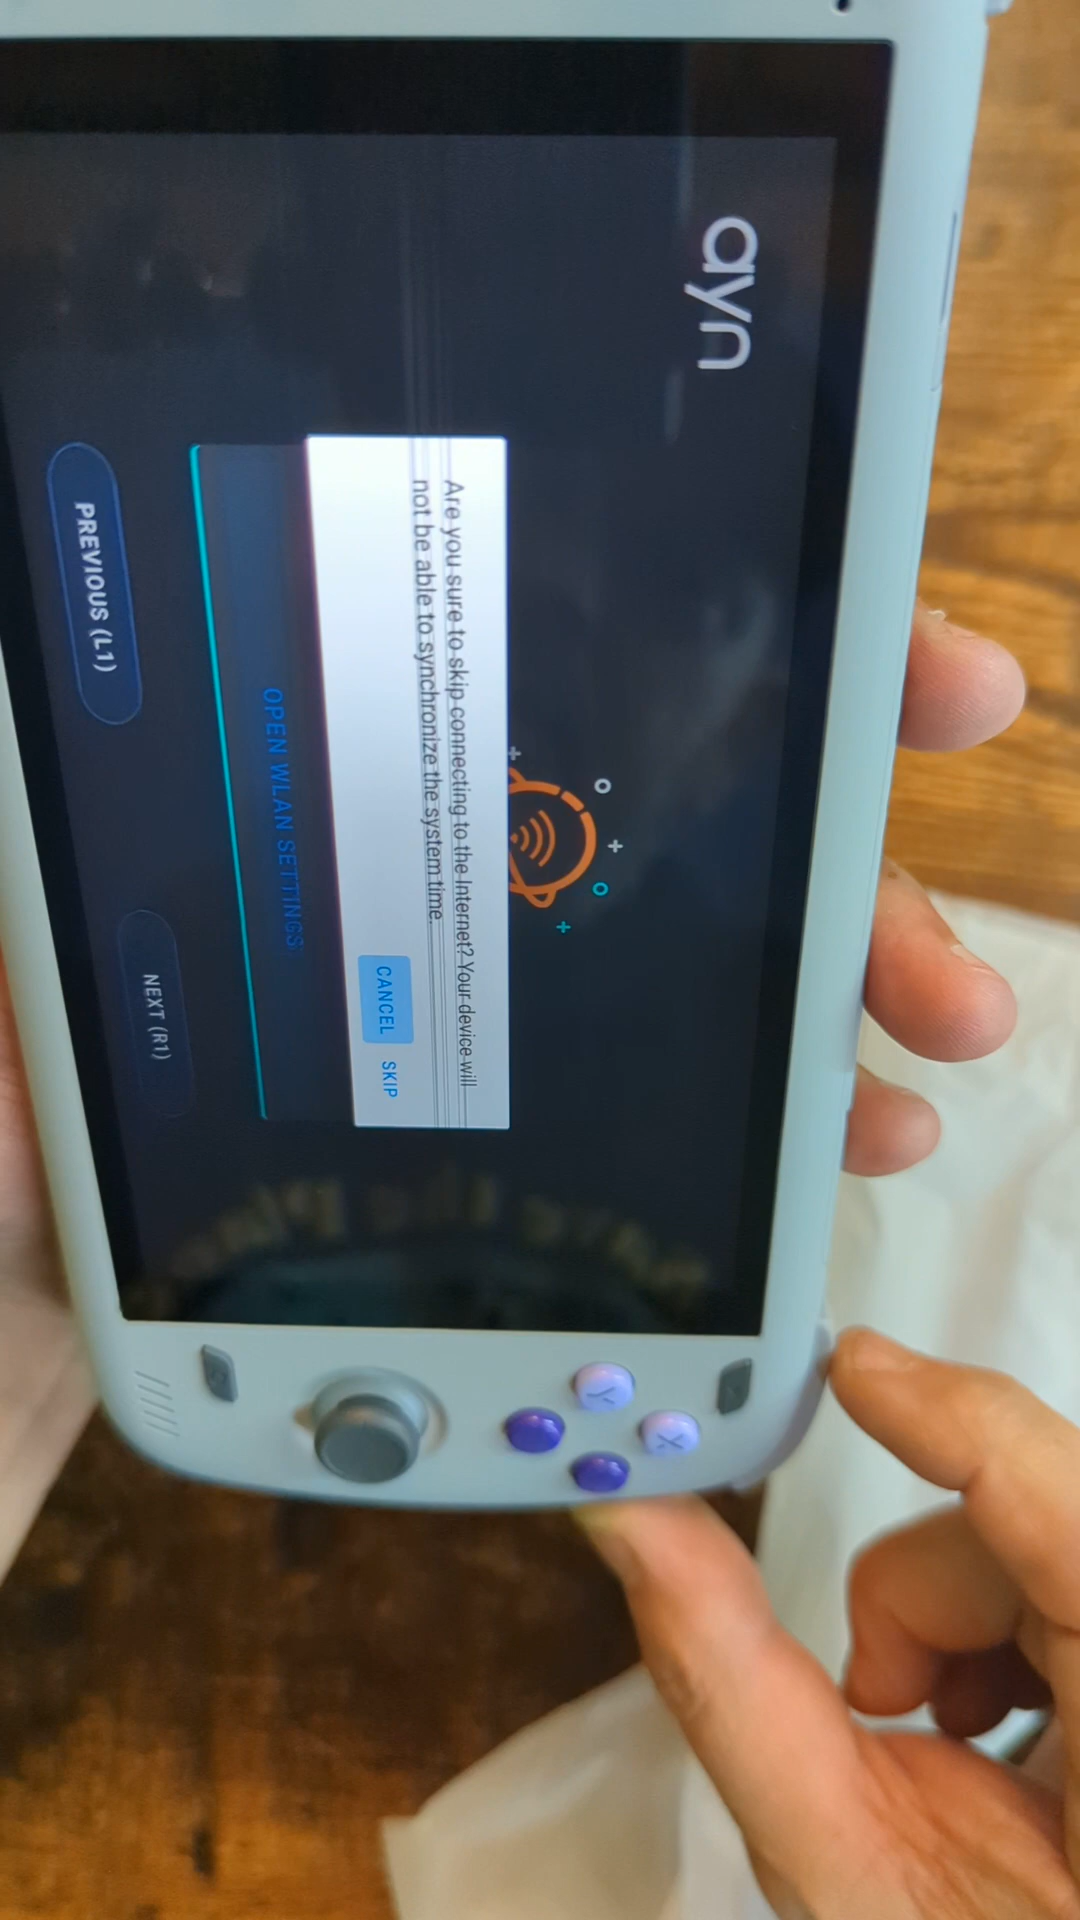 ayn
Are you sure to skip connecting to the Internet? Your device will
not be able to synchronize the system time.
CANCEL SKIP
OPEN WLAN SETTINGS
PREVIOUS (L1) NEXT (R1)
Y
X